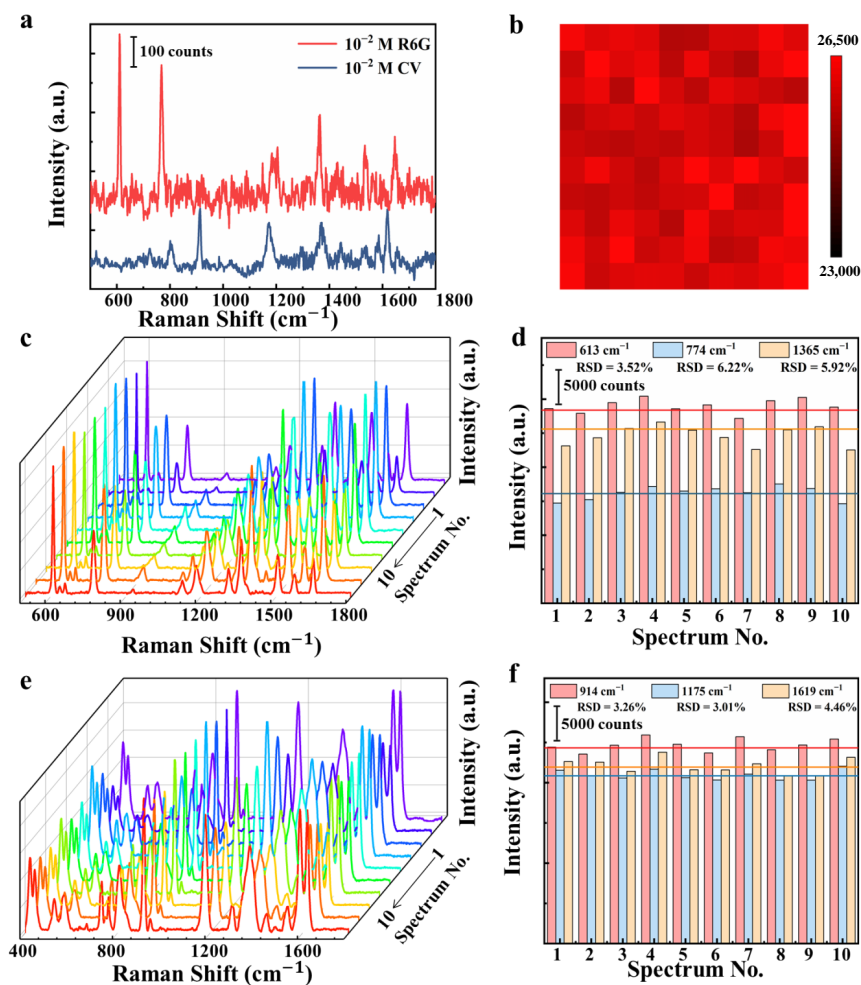 a
100 counts
10⁻² M R6G
10⁻² M CV
Intensity (a.u.)
600 800 1000 1200 1400 1600 1800
Raman Shift (cm⁻¹)
b
26,500
23,000
c
Intensity (a.u.)
1
10
Spectrum No.
600 900 1200 1500 1800
Raman Shift (cm⁻¹)
d
613 cm⁻¹ 774 cm⁻¹ 1365 cm⁻¹
RSD = 3.52% RSD = 6.22% RSD = 5.92%
5000 counts
Intensity (a.u.)
1 2 3 4 5 6 7 8 9 10
Spectrum No.
e
Intensity (a.u.)
1
10
Spectrum No.
400 800 1200 1600
Raman Shift (cm⁻¹)
f
914 cm⁻¹ 1175 cm⁻¹ 1619 cm⁻¹
RSD = 3.26% RSD = 3.01% RSD = 4.46%
5000 counts
Intensity (a.u.)
1 2 3 4 5 6 7 8 9 10
Spectrum No.